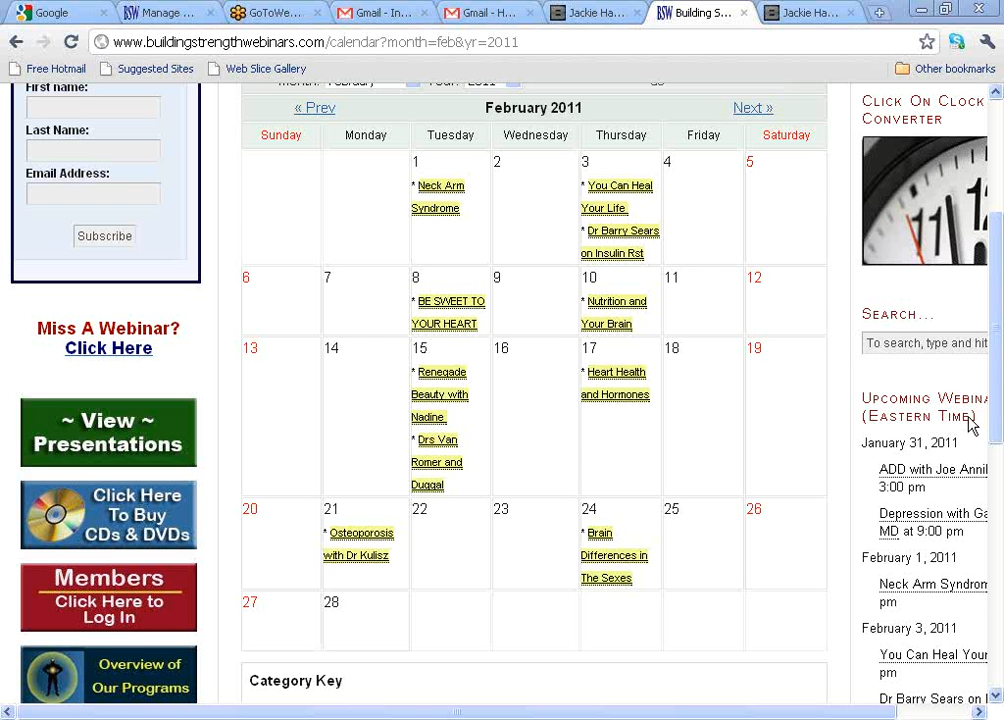 Google
BSW Manage ...
GoToWe...
Gmail - In...
Gmail - H...
Jackie Ha...
BSW Building S...
Jackie Ha...
www.buildingstrengthwebinars.com/calendar?month=feb&yr=2011
Free Hotmail
Suggested Sites
Web Slice Gallery
Other bookmarks
First name:
Last Name:
Email Address:
Subscribe
Miss A Webinar?
Click Here
~ View ~
Presentations
Click Here
To Buy
CDs & DVDs
Members
Click Here to
Log In
Overview of
Our Programs
« Prev
February 2011
Next »
Sunday Monday Tuesday Wednesday Thursday Friday Saturday
1 2 3 4 5
* Neck Arm
Syndrome
* You Can Heal
Your Life
* Dr Barry Sears
on Insulin Rst
6 7 8 9 10 11 12
* BE SWEET TO
YOUR HEART
* Nutrition and
Your Brain
13 14 15 16 17 18 19
* Renegade
Beauty with
Nadine
* Drs Van
Romer and
Duggal
* Heart Health
and Hormones
20 21 22 23 24 25 26
* Osteoporosis
with Dr Kulisz
* Brain
Differences in
The Sexes
27 28
Category Key
Click On Clock
Converter
11 1
Search...
To search, type and hit
Upcoming Webina
(Eastern Time)
January 31, 2011
ADD with Joe Anni
3:00 pm
Depression with Ga
MD at 9:00 pm
February 1, 2011
Neck Arm Syndrom
pm
February 3, 2011
You Can Heal Your
pm
Dr Barry Sears on